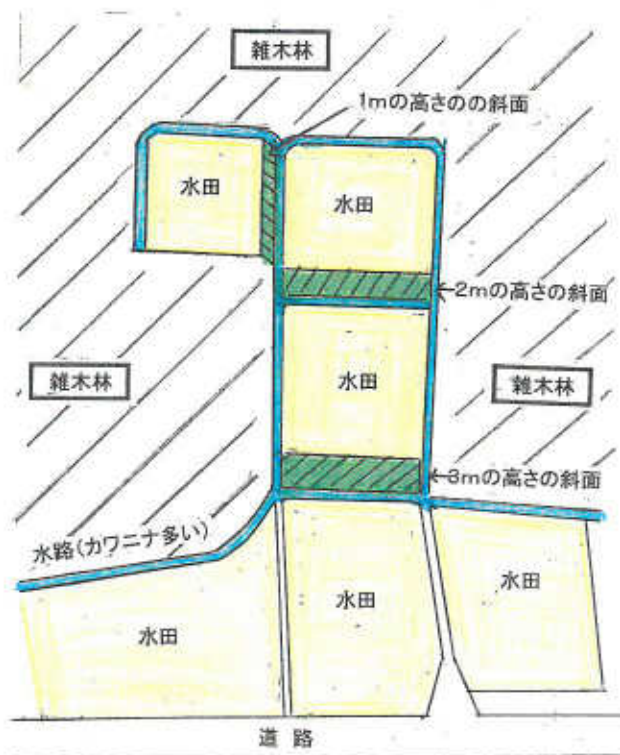 雑木林
1mの高さのの斜面
水田
水田
2mの高さの斜面
水田
雑木林
雑木林
3mの高さの斜面
水路(カワニナ多い)
水田
水田
水田
道路